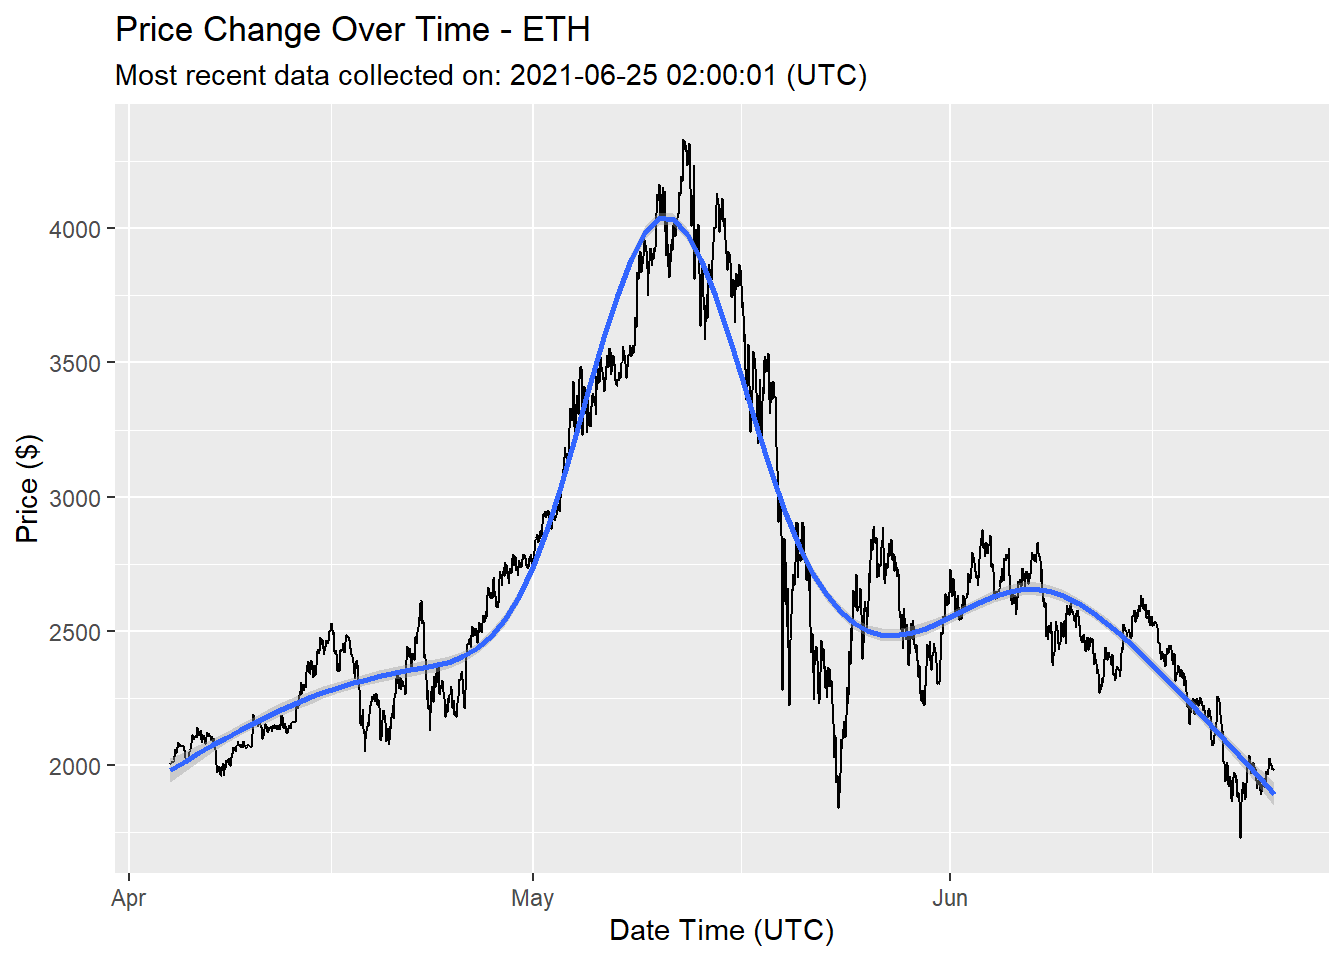 Price Change Over Time - ETH
Most recent data collected on: 2021-06-25 02:00:01 (UTC)
Price ($)
4000
3500
3000
2500
2000
Apr
May
Jun
Date Time (UTC)